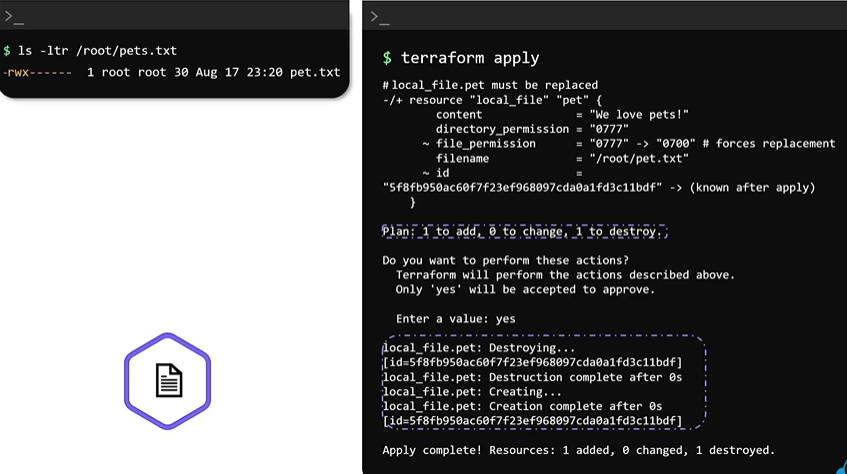 >_
$ ls -ltr /root/pets.txt
-rwx------ 1 root root 30 Aug 17 23:20 pet.txt
>_
$ terraform apply
# local_file.pet must be replaced
-/+ resource "local_file" "pet" {
content = "We love pets!"
directory_permission = "0777"
~ file_permission = "0777" -> "0700" # forces replacement
filename = "/root/pet.txt"
~ id =
"5f8fb950ac60f7f23ef968097cda0a1fd3c11bdf" -> (known after apply)
}
Plan: 1 to add, 0 to change, 1 to destroy.
Do you want to perform these actions?
Terraform will perform the actions described above.
Only 'yes' will be accepted to approve.
Enter a value: yes
local_file.pet: Destroying...
[id=5f8fb950ac60f7f23ef968097cda0a1fd3c11bdf]
local_file.pet: Destruction complete after 0s
local_file.pet: Creating...
local_file.pet: Creation complete after 0s
[id=5f8fb950ac60f7f23ef968097cda0a1fd3c11bdf]
Apply complete! Resources: 1 added, 0 changed, 1 destroyed.